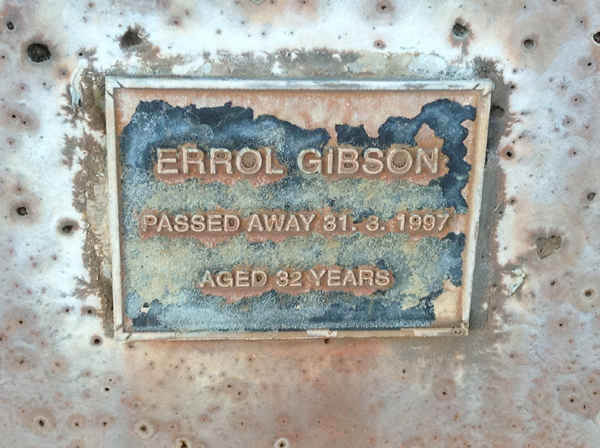 ERROL GIBSON
PASSED AWAY 31. 3. 1997
AGED 32 YEARS